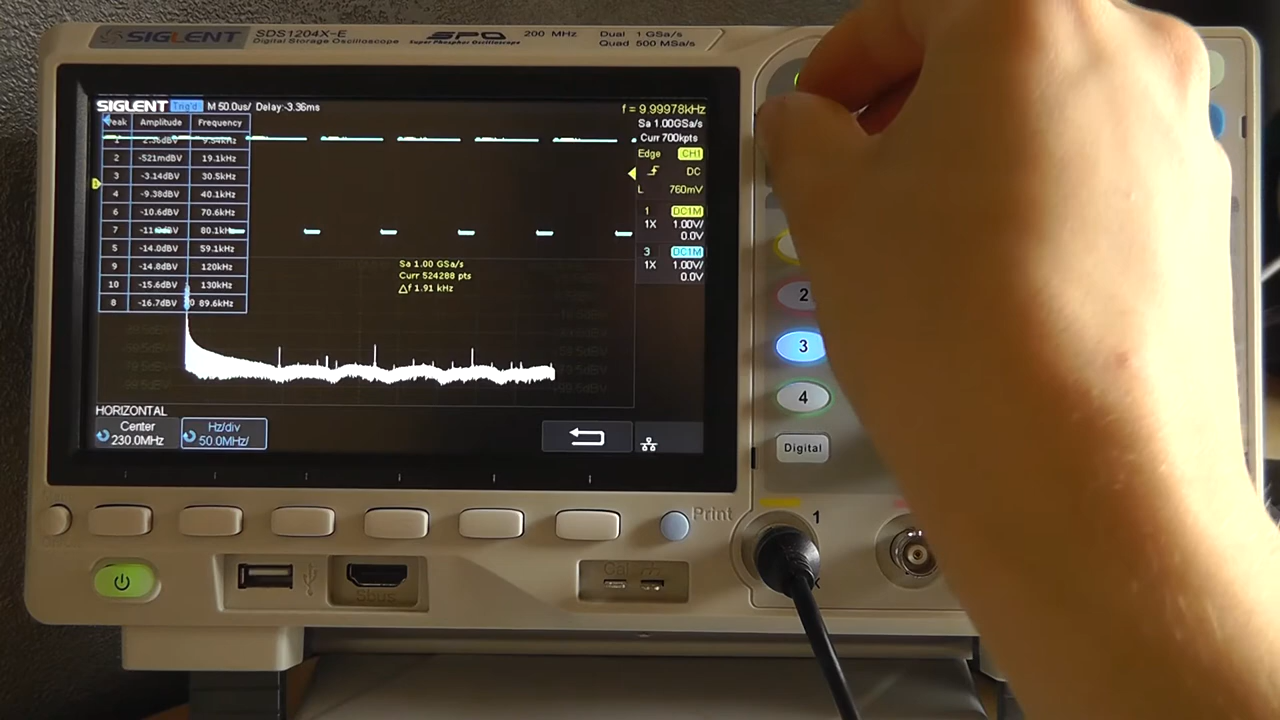 SIGLENT SDS1204X-E
Digital Storage Oscilloscope
SPO
Super Phosphor Oscilloscope
200 MHz
Dual 1 GSa/s
Quad 500 MSa/s
SIGLENT Trig'd M 50.0us/ Delay:-3.36ms
f = 9.99978kHz
Sa 1.00GSa/s
Curr 700kpts
Edge CH1
DC
L 760mV
1 DC1M
1X 1.00V/
0.0V
3 DC1M
1X 1.00V/
0.0V
Peak Amplitude Frequency
1 2.36dBV 9.54kHz
2 -521mdBV 19.1kHz
3 -3.14dBV 30.5kHz
4 -9.38dBV 40.1kHz
6 -10.6dBV 70.6kHz
7 80.1kHz
5 -14.0dBV 59.1kHz
9 -14.8dBV 120kHz
10 -15.6dBV 130kHz
8 -16.7dBV 89.6kHz
Sa 1.00 GSa/s
Curr 524288 pts
△f 1.91 kHz
HORIZONTAL
Center
230.0MHz
Hz/div
50.0MHz/
2
3
4
Digital
Print
1
Cal
Sbus